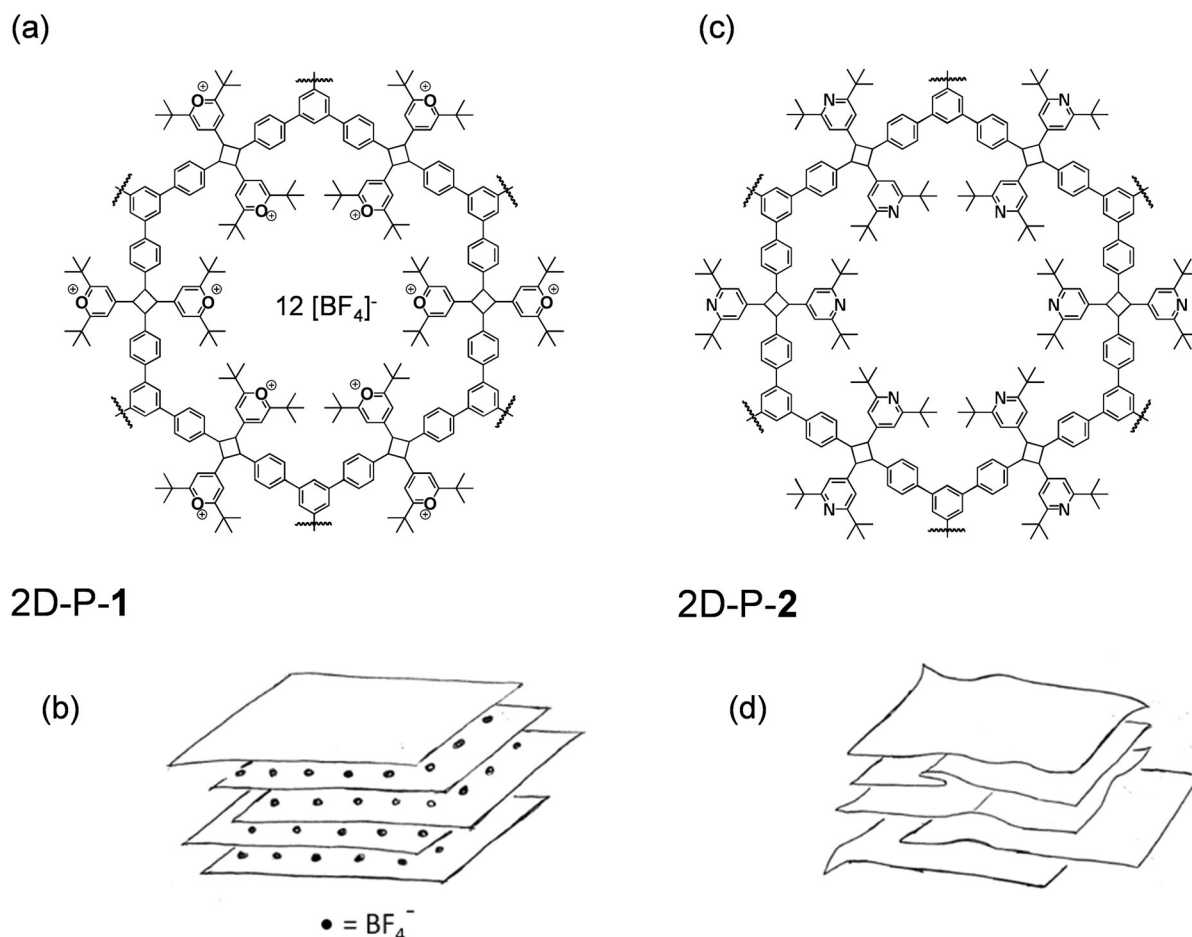 (a)
(c)
12 [BF₄]⁻
2D-P-1
2D-P-2
(b)
(d)
● = BF₄⁻